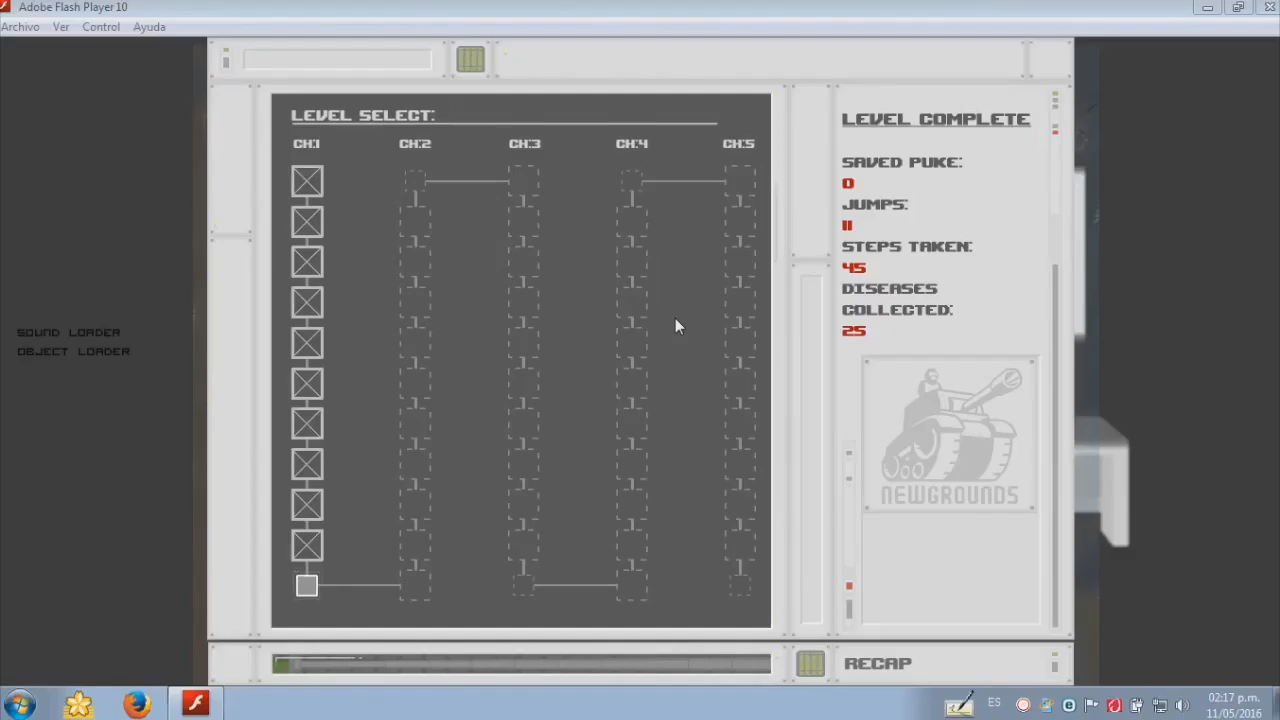 Adobe Flash Player 10
Archivo Ver Control Ayuda
LEVEL SELECT:
CH:1 CH:2 CH:3 CH:4 CH:5
LEVEL COMPLETE
SAVED PUKE:
0
JUMPS:
11
STEPS TAKEN:
45
DISEASES
COLLECTED:
25
SOUND LOADER
OBJECT LOADER
NEWGROUNDS
RECAP
ES
02:17 p.m.
11/05/2016